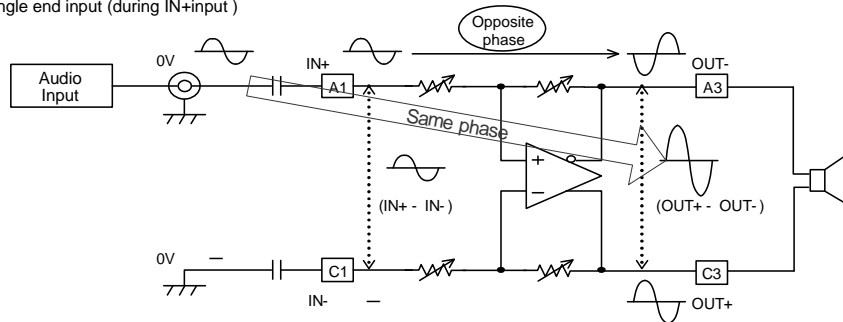 ngle end input (during IN+input )
Opposite
phase
0V
IN+
OUT-
Audio
Input
A1
A3
Same phase
+
−
(IN+ - IN- )
(OUT+ - OUT- )
0V
−
C1
C3
IN-
−
OUT+